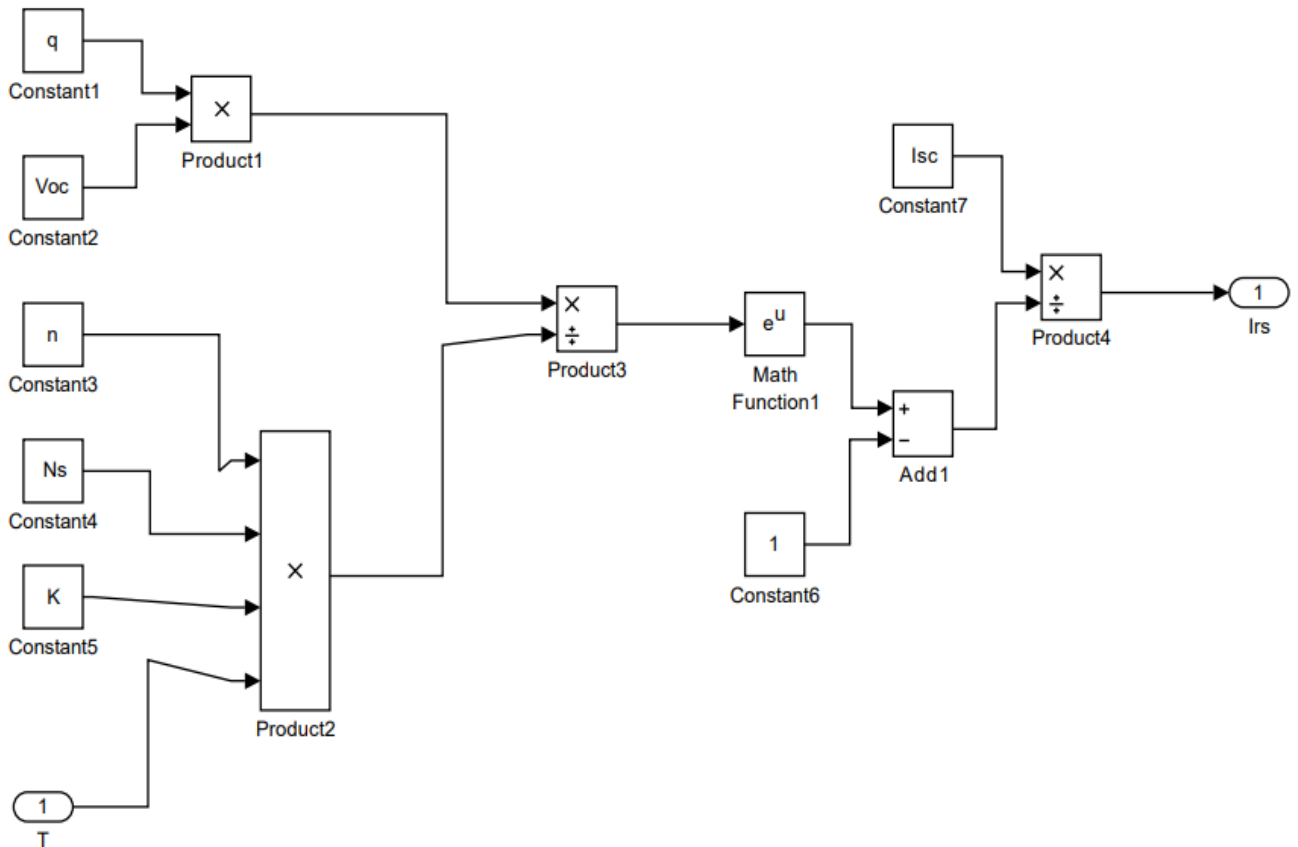 q
Constant1
×
Product1
Voc
Constant2
n
Constant3
Ns
Constant4
K
Constant5
1
T
×
Product2
×
÷
Product3
e^u
Math
Function1
1
Constant6
+
−
Add1
Isc
Constant7
×
÷
Product4
1
Irs